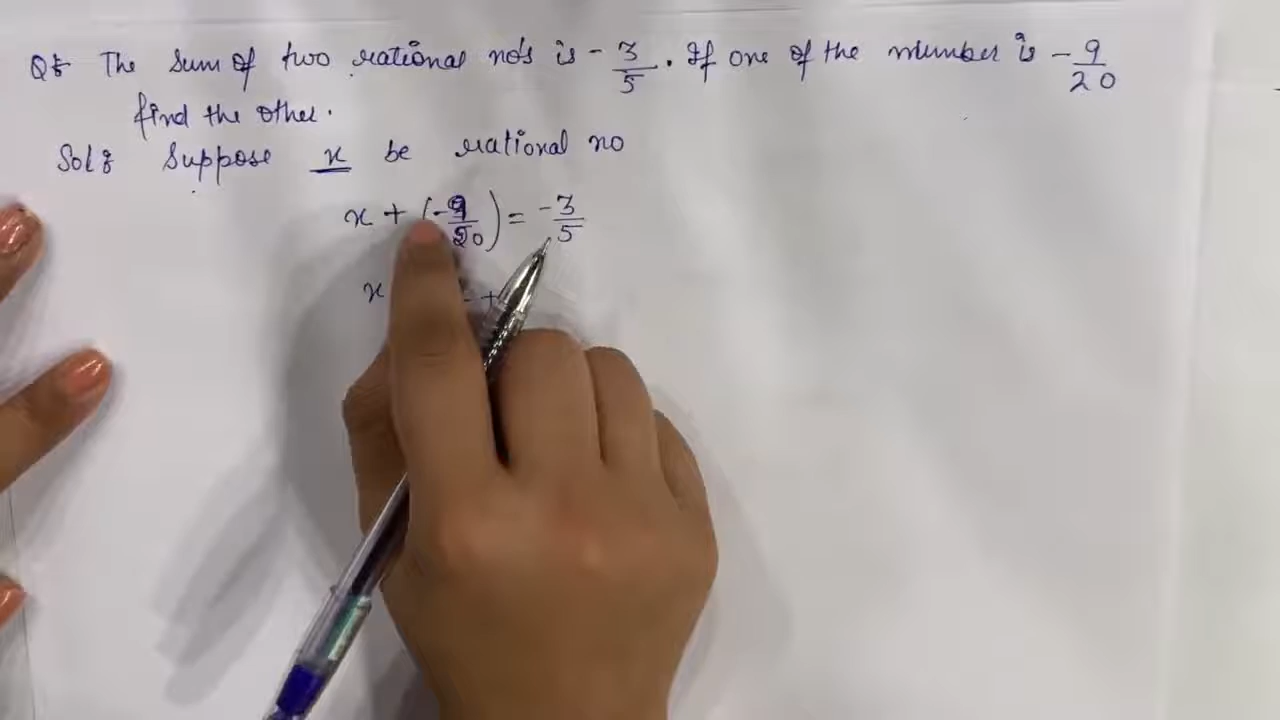 Q: The sum of two rational no's is -3/5. If one of the number is -9/20
find the other.
Sol: Suppose x be rational no
x + (-9/20) = -3/5
x +